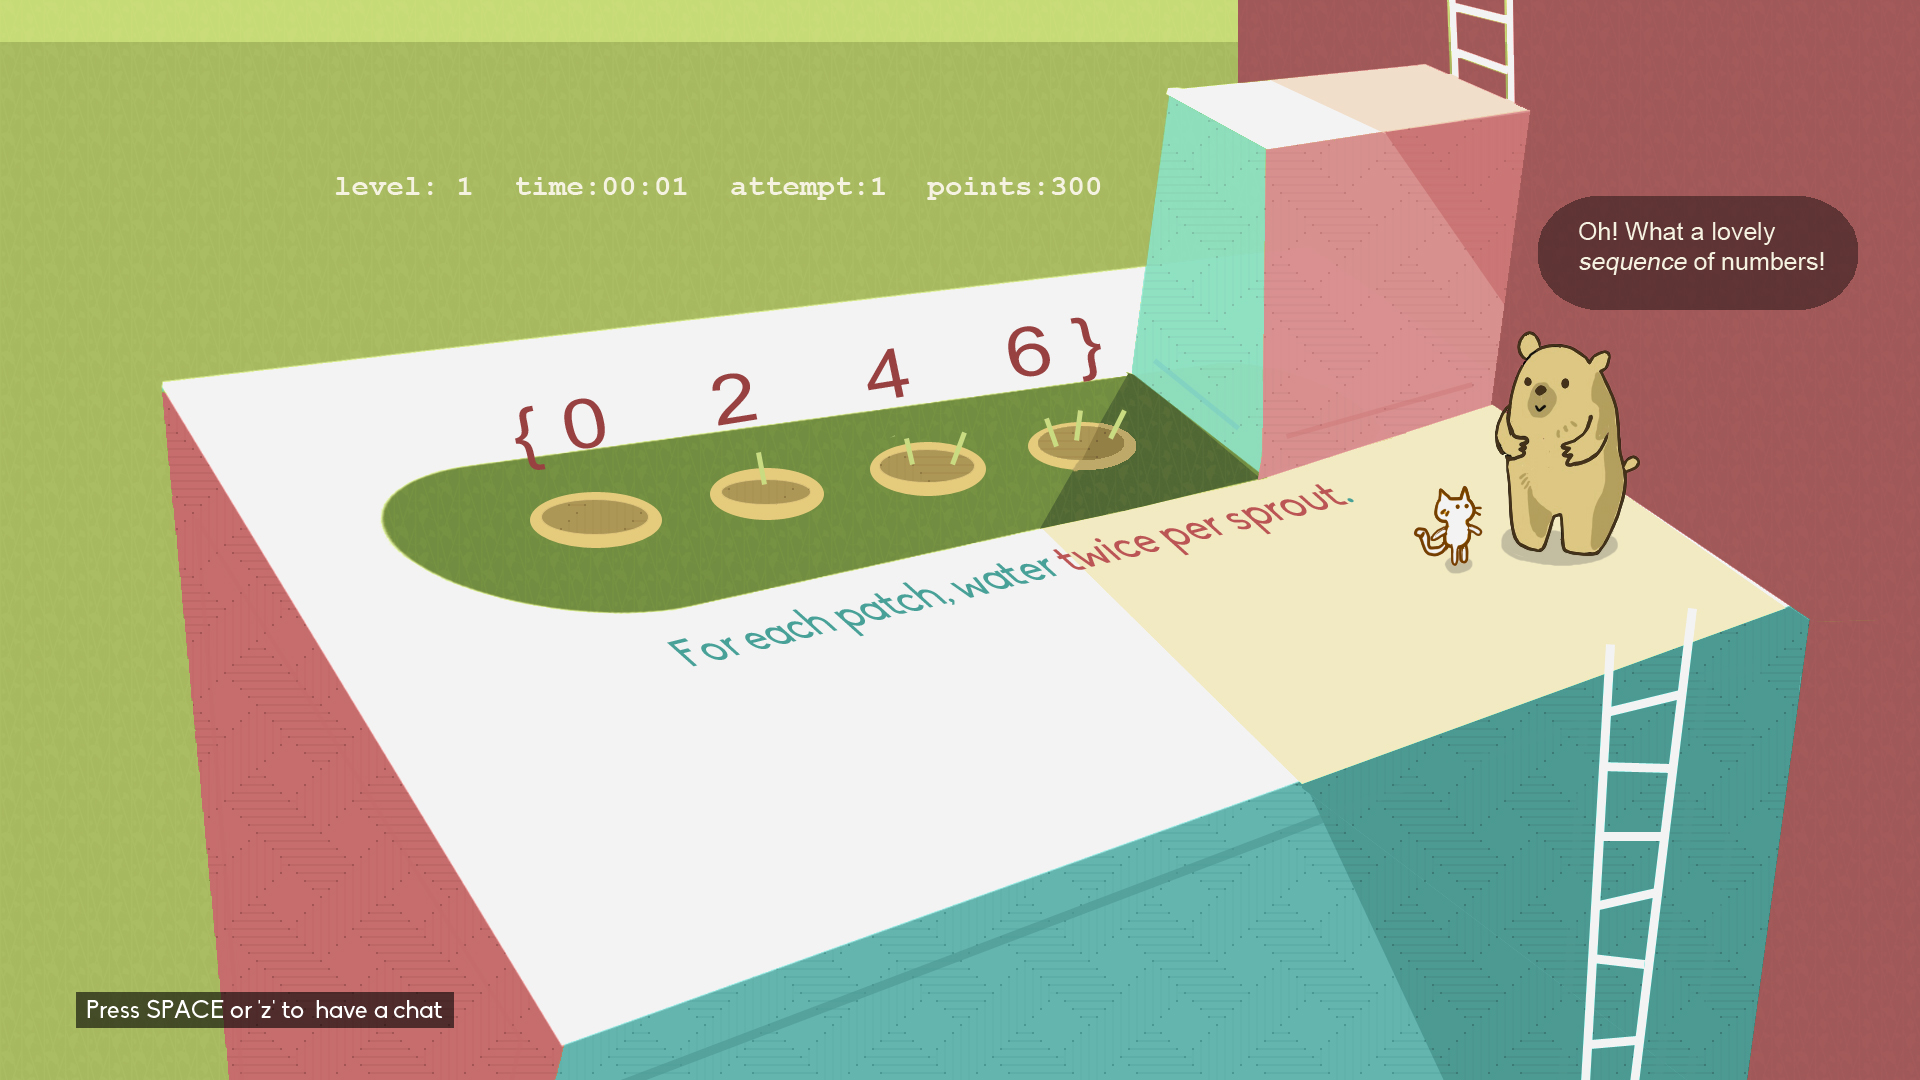 level: 1 time:00:01 attempt:1 points:300
Oh! What a lovely
sequence of numbers!
{ 0 2 4 6 }
For each patch, water twice per sprout.
Press SPACE or 'z' to have a chat